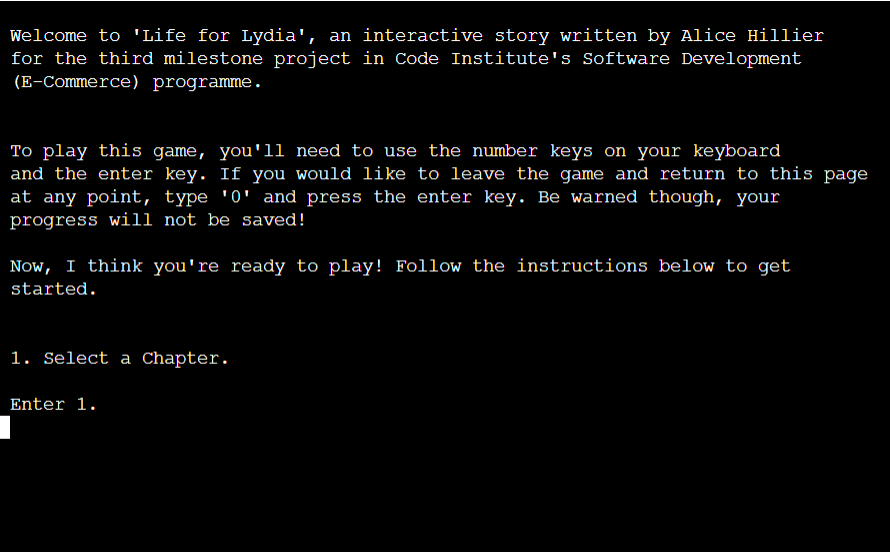 Welcome to 'Life for Lydia', an interactive story written by Alice Hillier
for the third milestone project in Code Institute's Software Development
(E-Commerce) programme.
To play this game, you'll need to use the number keys on your keyboard
and the enter key. If you would like to leave the game and return to this page
at any point, type '0' and press the enter key. Be warned though, your
progress will not be saved!
Now, I think you're ready to play! Follow the instructions below to get
started.
1. Select a Chapter.
Enter 1.